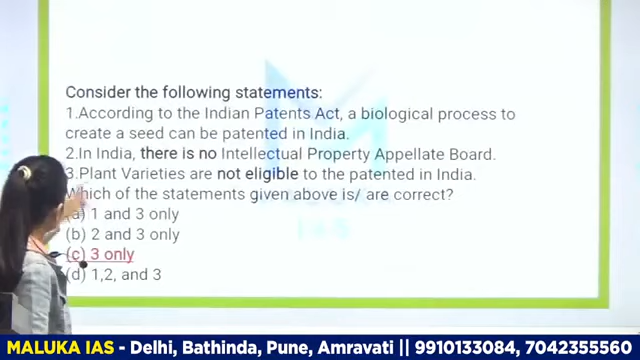 Consider the following statements:
1.According to the Indian Patents Act, a biological process to
create a seed can be patented in India.
2.In India, there is no Intellectual Property Appellate Board.
3.Plant Varieties are not eligible to the patented in India.
Which of the statements given above is/ are correct?
(a) 1 and 3 only
(b) 2 and 3 only
(c) 3 only
(d) 1,2, and 3
MALUKA IAS - Delhi, Bathinda, Pune, Amravati || 9910133084, 7042355560